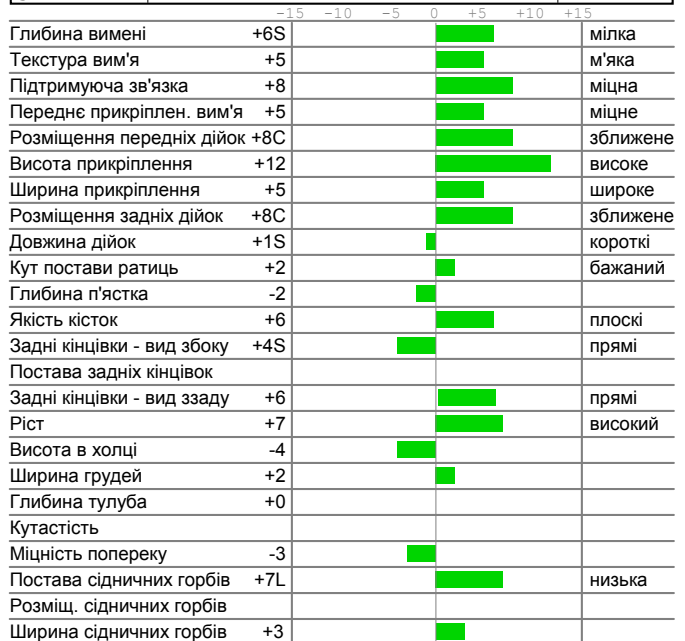 -15 -10 -5 0 +5 +10 +15
Глибина вимені +6S мілка
Текстура вим'я +5 м'яка
Підтримуюча зв'язка +8 міцна
Переднє прикріплен. вим'я +5 міцне
Розміщення передніх дійок +8C зближене
Висота прикріплення +12 високе
Ширина прикріплення +5 широке
Розміщення задніх дійок +8C зближене
Довжина дійок +1S короткі
Кут постави ратиць +2 бажаний
Глибина п'ястка -2
Якість кісток +6 плоскі
Задні кінцівки - вид збоку +4S прямі
Постава задніх кінцівок
Задні кінцівки - вид ззаду +6 прямі
Ріст +7 високий
Висота в холці -4
Ширина грудей +2
Глибина тулуба +0
Кутастість
Міцність попереку -3
Постава сідничних горбів +7L низька
Розміщ. сідничних горбів
Ширина сідничних горбів +3